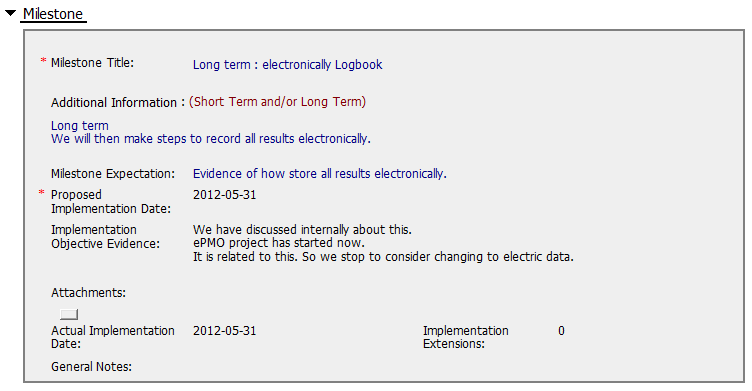 Milestone
* Milestone Title: Long term : electronically Logbook
Additional Information : (Short Term and/or Long Term)
Long term
We will then make steps to record all results electronically.
Milestone Expectation: Evidence of how store all results electronically.
* Proposed Implementation Date: 2012-05-31
Implementation Objective Evidence: We have discussed internally about this.
ePMO project has started now.
It is related to this. So we stop to consider changing to electric data.
Attachments:
Actual Implementation Date: 2012-05-31 Implementation Extensions: 0
General Notes: